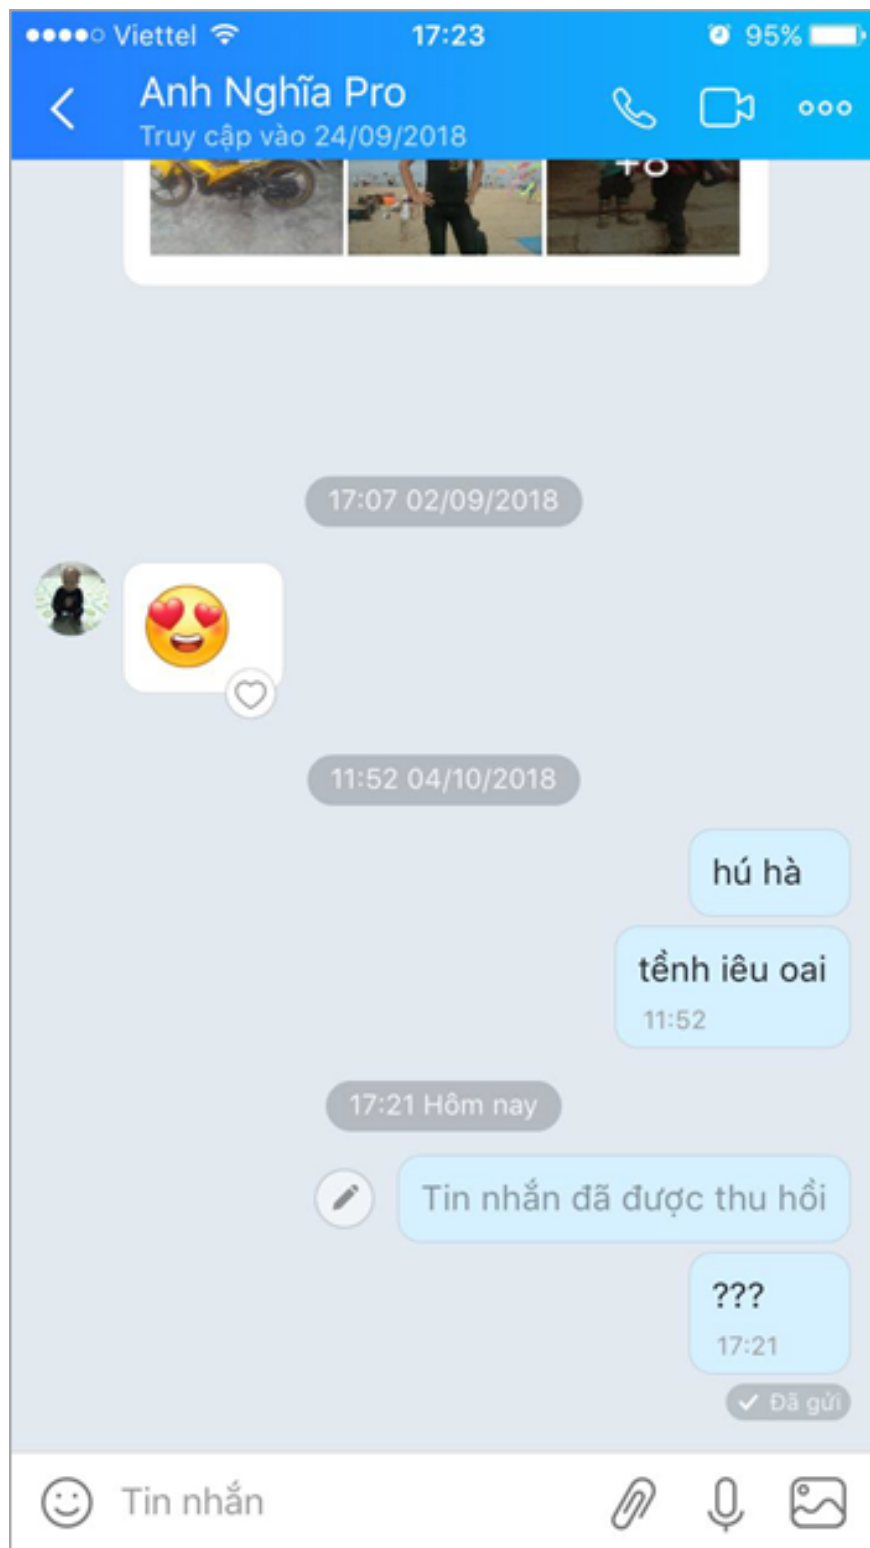 Viettel 17:23 95%
Anh Nghĩa Pro
Truy cập vào 24/09/2018
+8
17:07 02/09/2018
11:52 04/10/2018
hú hà
tềnh iêu oai
11:52
17:21 Hôm nay
Tin nhắn đã được thu hồi
???
17:21
Đã gửi
Tin nhắn